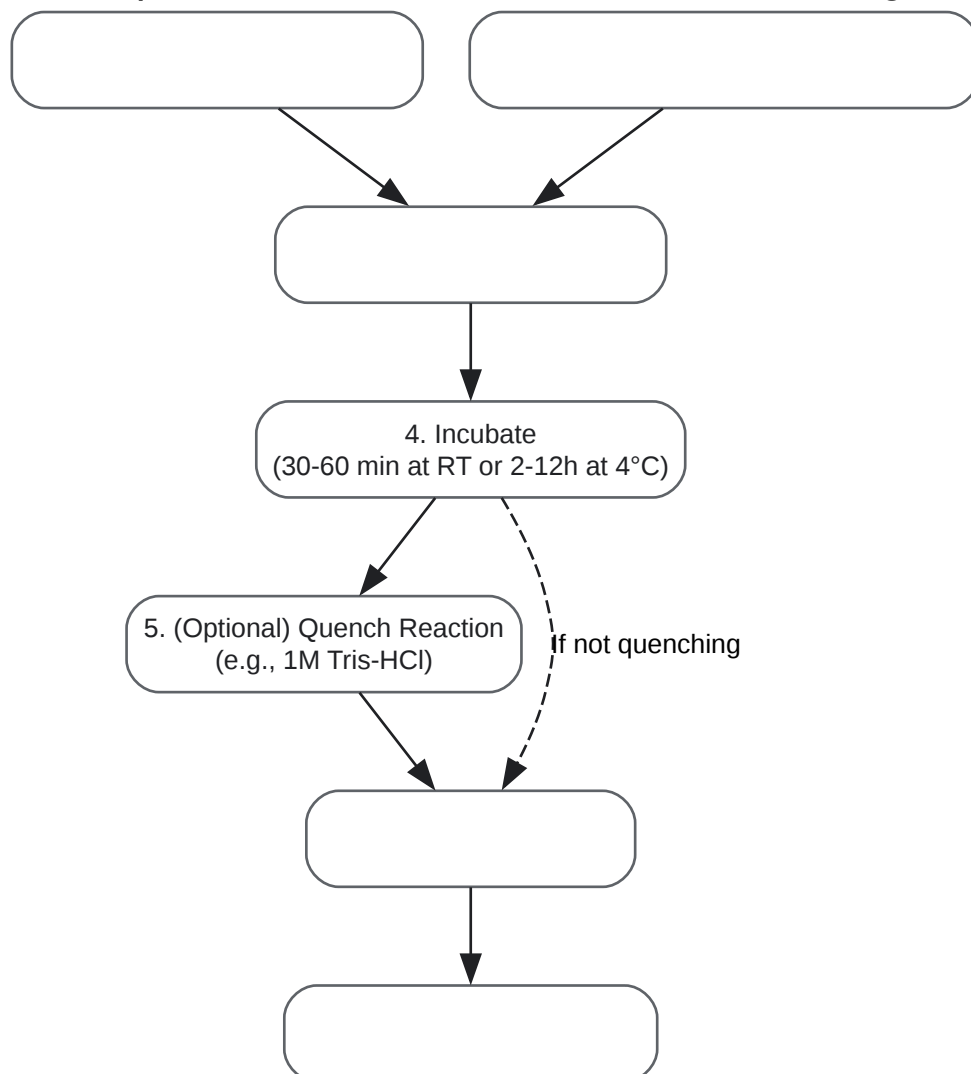 4. Incubate
(30-60 min at RT or 2-12h at 4°C)
5. (Optional) Quench Reaction
(e.g., 1M Tris-HCl)
If not quenching